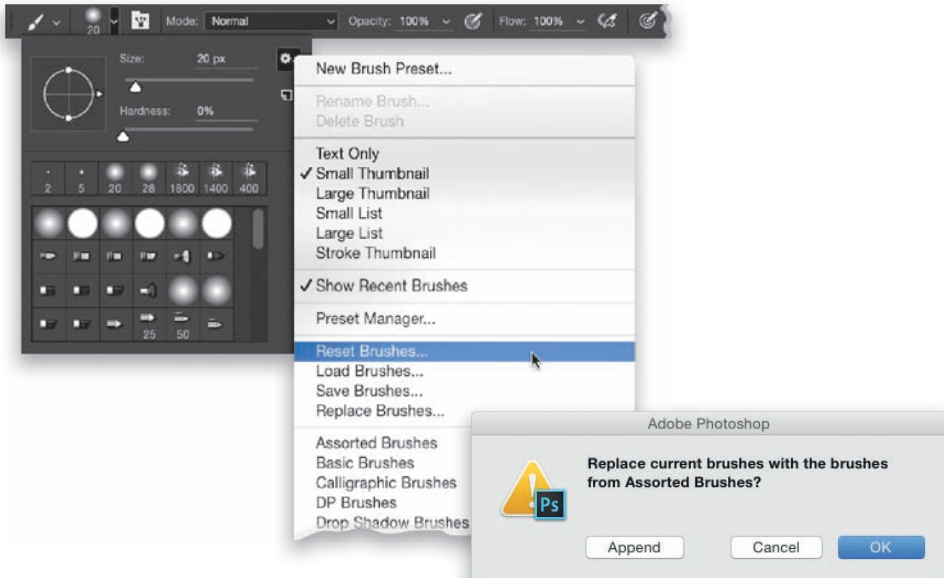 Mode: Normal Opacity: 100% Flow: 100%
20
Size: 20 px
Hardness: 0%
2 5 20 28 1800 1400 400
25 50
New Brush Preset...
Rename Brush...
Delete Brush
Text Only
✓ Small Thumbnail
Large Thumbnail
Small List
Large List
Stroke Thumbnail
✓ Show Recent Brushes
Preset Manager...
Reset Brushes...
Load Brushes...
Save Brushes...
Replace Brushes...
Assorted Brushes
Basic Brushes
Calligraphic Brushes
DP Brushes
Drop Shadow Brushes
Adobe Photoshop
Replace current brushes with the brushes
from Assorted Brushes?
Ps
Append Cancel OK